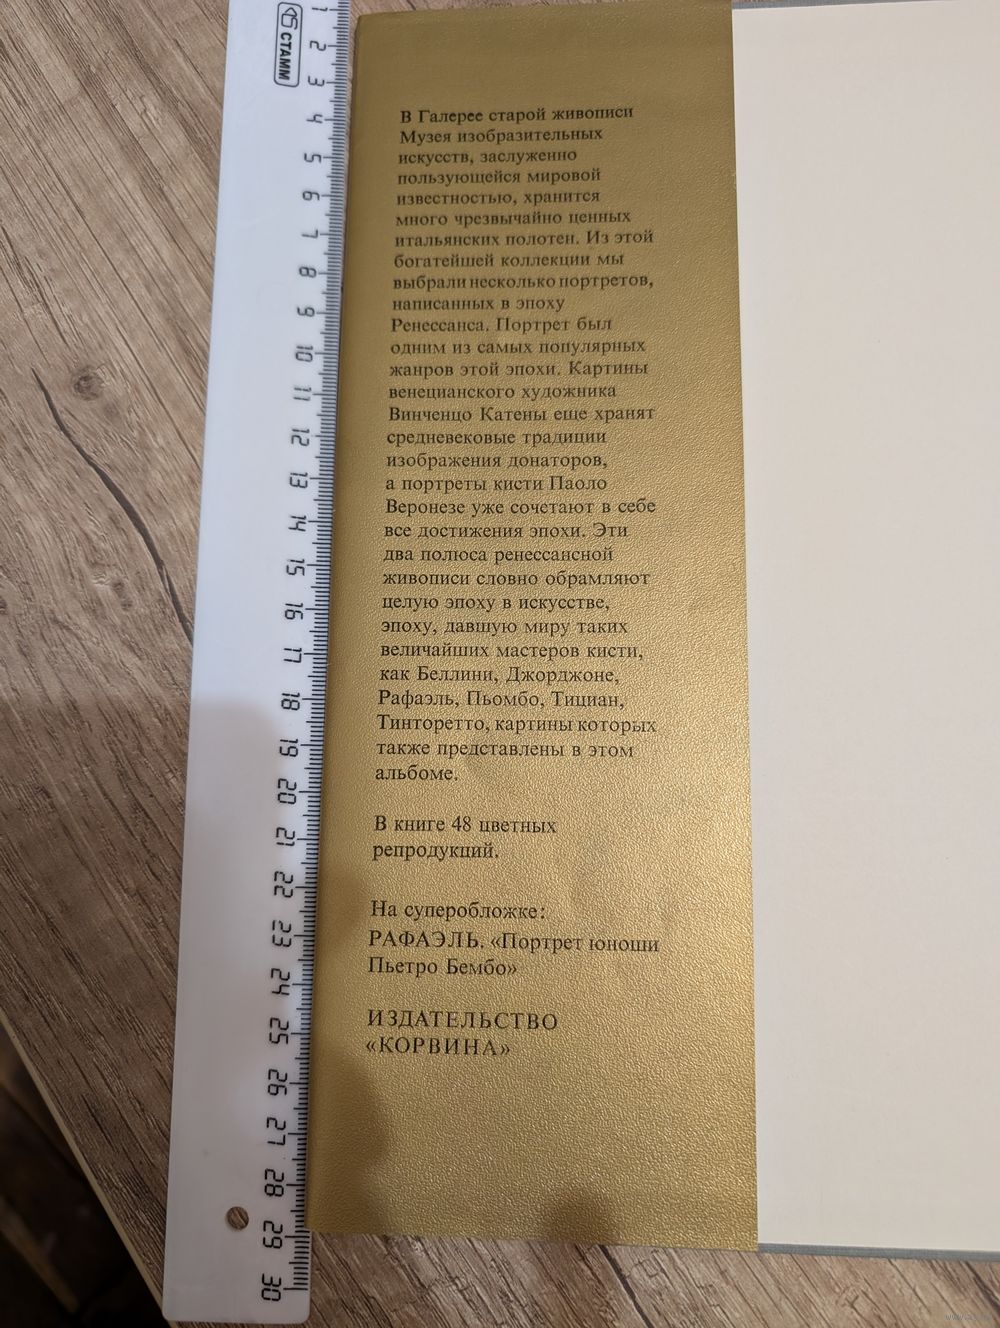 СТАММ
1
2
3
4
5
6
7
8
9
10
11
12
13
14
15
16
17
18
19
20
21
22
23
24
25
26
27
28
29
30
В Галерее старой живописи
Музея изобразительных
искусств, заслуженно
пользующейся мировой
известностью, хранится
много чрезвычайно ценных
итальянских полотен. Из этой
богатейшей коллекции мы
выбрали несколько портретов,
написанных в эпоху
Ренессанса. Портрет был
одним из самых популярных
жанров этой эпохи. Картины
венецианского художника
Винченцо Катены еще хранят
средневековые традиции
изображения донаторов,
а портреты кисти Паоло
Веронезе уже сочетают в себе
все достижения эпохи. Эти
два полюса ренессансной
живописи словно обрамляют
целую эпоху в искусстве,
эпоху, давшую миру таких
величайших мастеров кисти,
как Беллини, Джорджоне,
Рафаэль, Пьомбо, Тициан,
Тинторетто, картины которых
также представлены в этом
альбоме.
В книге 48 цветных
репродукций.
На суперобложке:
РАФАЭЛЬ. «Портрет юноши
Пьетро Бембо»
ИЗДАТЕЛЬСТВО
«КОРВИНА»